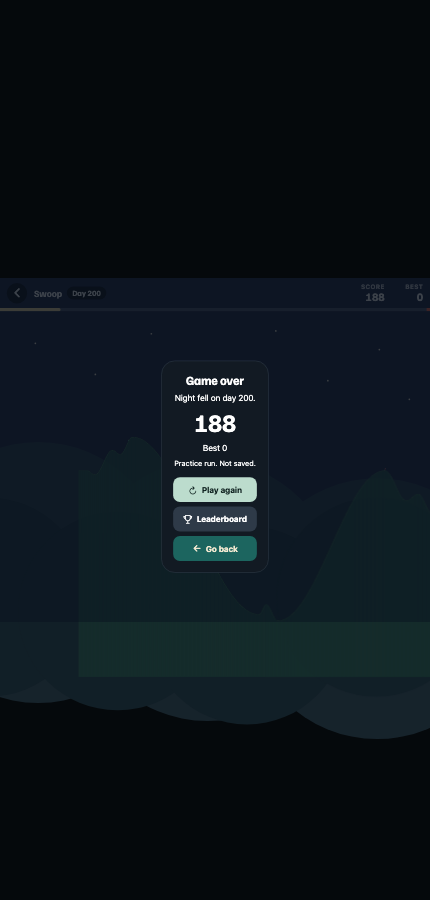 Swoop Day 200
SCORE BEST
188 0
Game over
Night fell on day 200.
188
Best 0
Practice run. Not saved.
Play again
Leaderboard
Go back